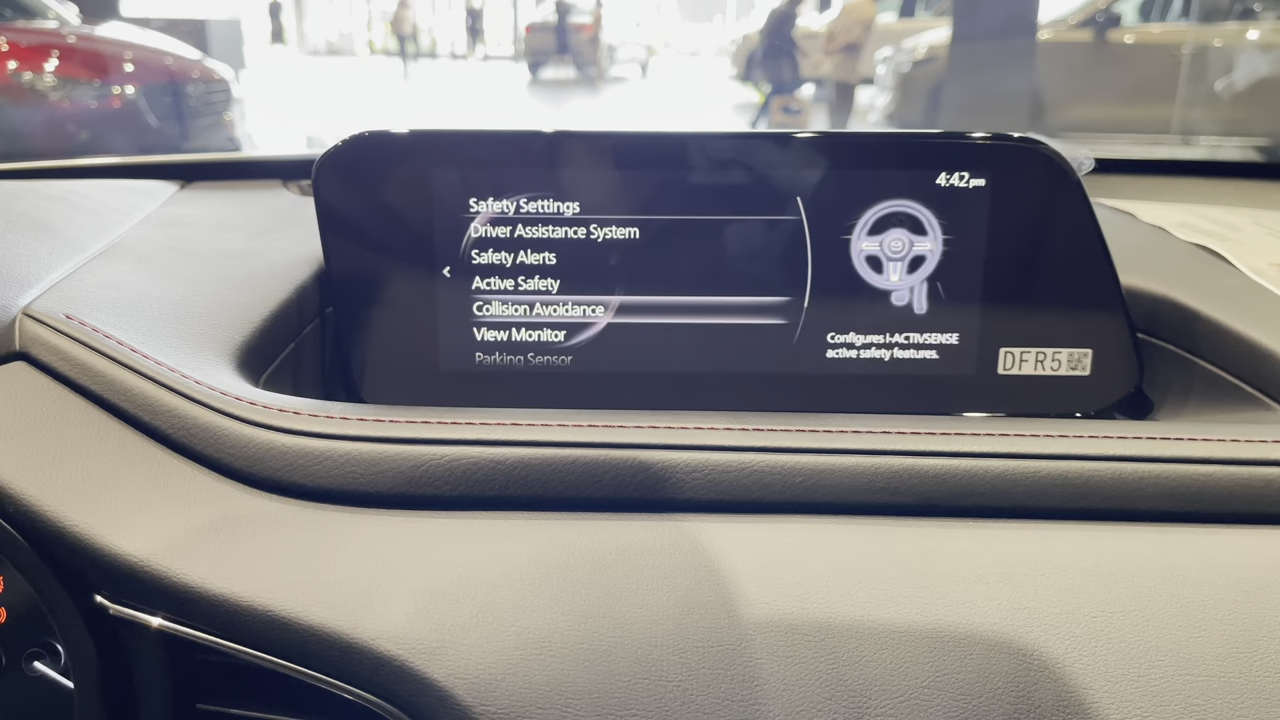 4:42pm
Safety Settings
Driver Assistance System
Safety Alerts
Active Safety
Collision Avoidance
View Monitor
Parking Sensor
Configures i-ACTIVSENSE
active safety features.
DFR5